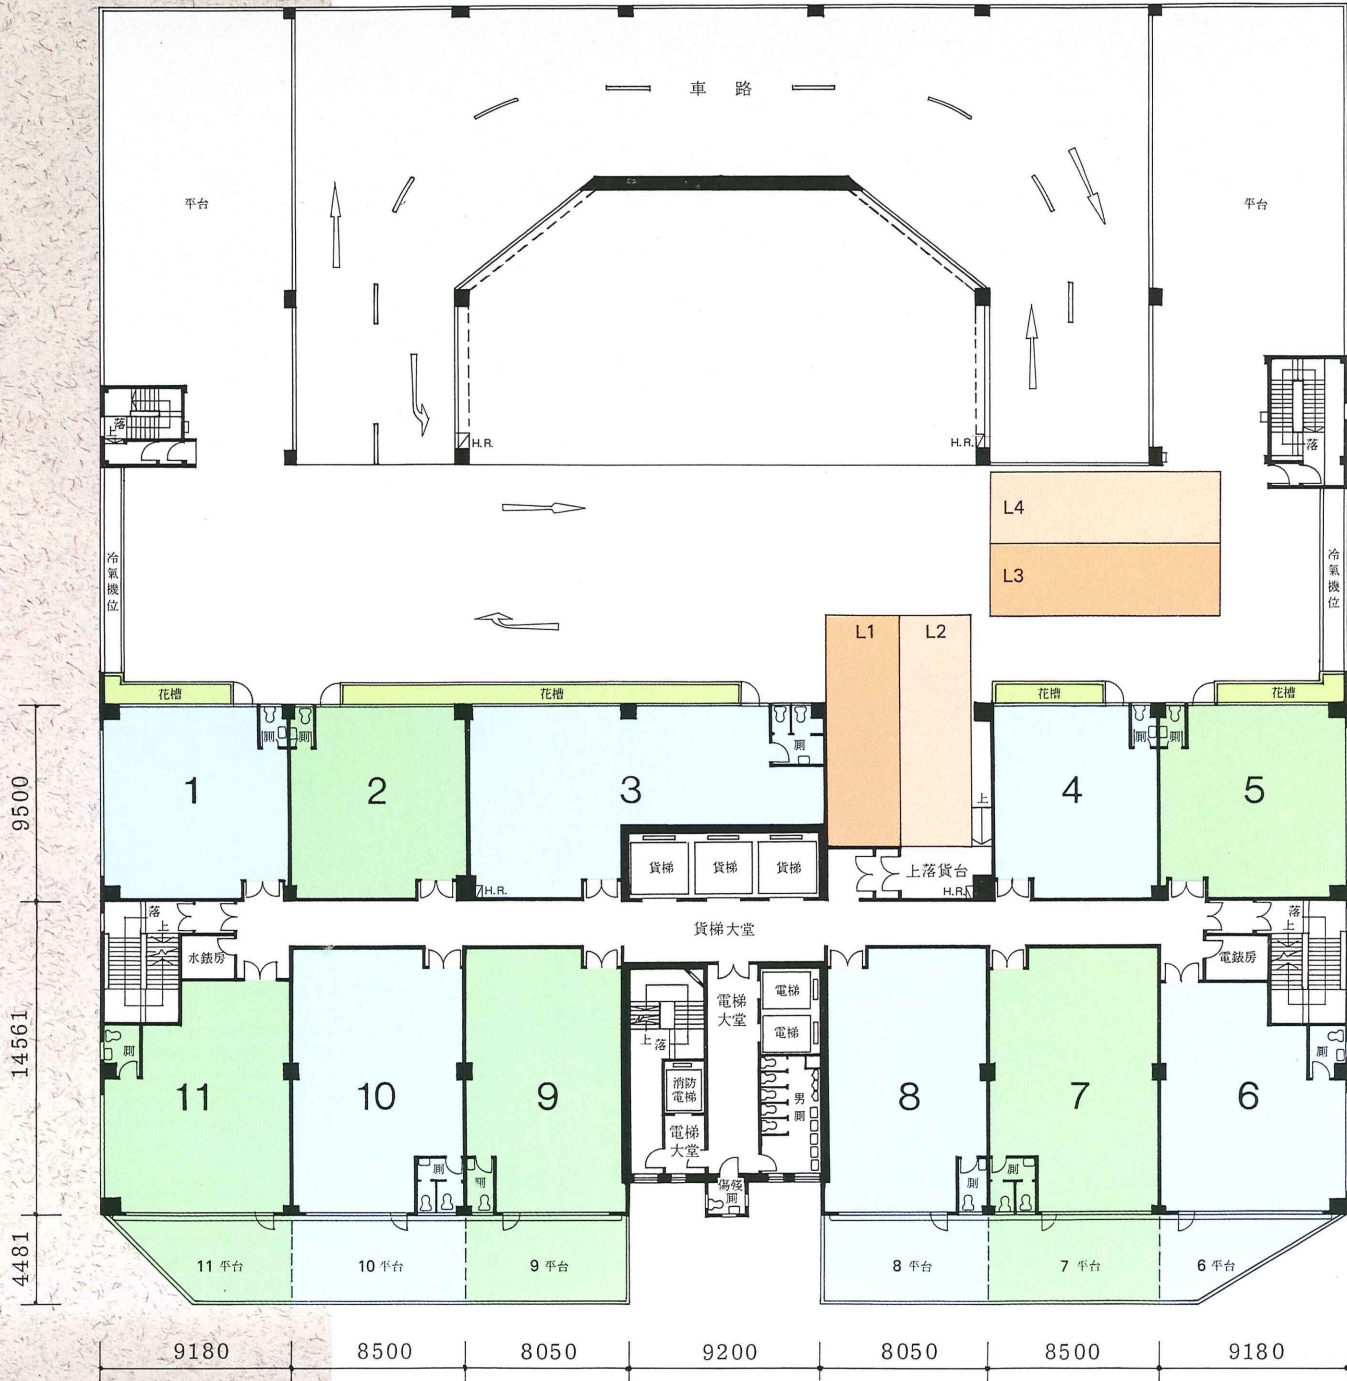 車 路
平台
平台
落
上
H.R.
H.R.
落
L4
L3
冷氣機位
冷氣機位
L1
L2
花槽
花槽
花槽
花槽
廁
廁
廁
廁
廁
1
2
3
4
5
9500
上
貨梯
貨梯
貨梯
上落貨台
H.R.
H.R.
落
上
落
上
貨梯大堂
水錶房
電錶房
電梯
大堂
電梯
電梯
上
落
廁
廁
14561
消防
電梯
男廁
11
10
9
8
7
6
電梯
大堂
廁
廁
廁
廁
傷殘
廁
4481
11 平台
10 平台
9 平台
8 平台
7 平台
6 平台
9180
8500
8050
9200
8050
8500
9180